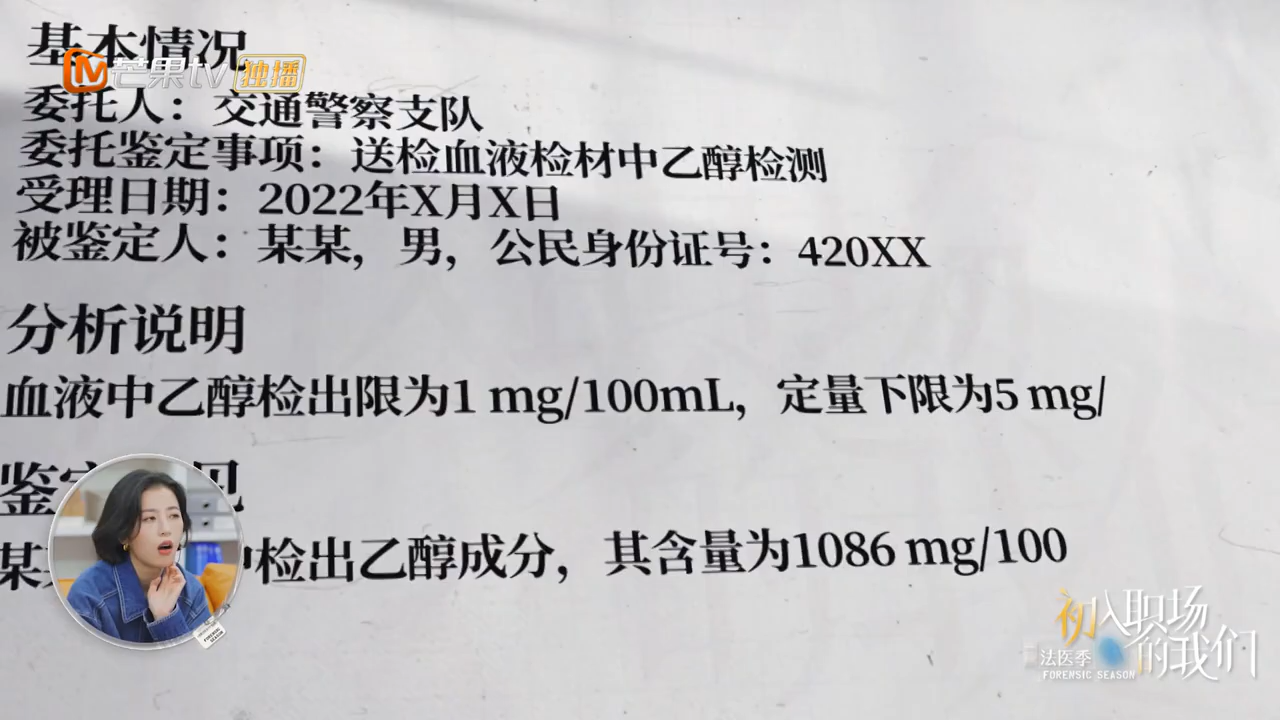 基本情况
芒果tv 独播
委托人：交通警察支队
委托鉴定事项：送检血液检材中乙醇检测
受理日期：2022年X月X日
被鉴定人：某某，男，公民身份证号：420XX
分析说明
血液中乙醇检出限为1 mg/100mL，定量下限为5 mg/
鉴定 见
某 中检出乙醇成分，其含量为1086 mg/100
初入职场的我们
法医季
FORENSIC SEASON
FORENSIC SEASON